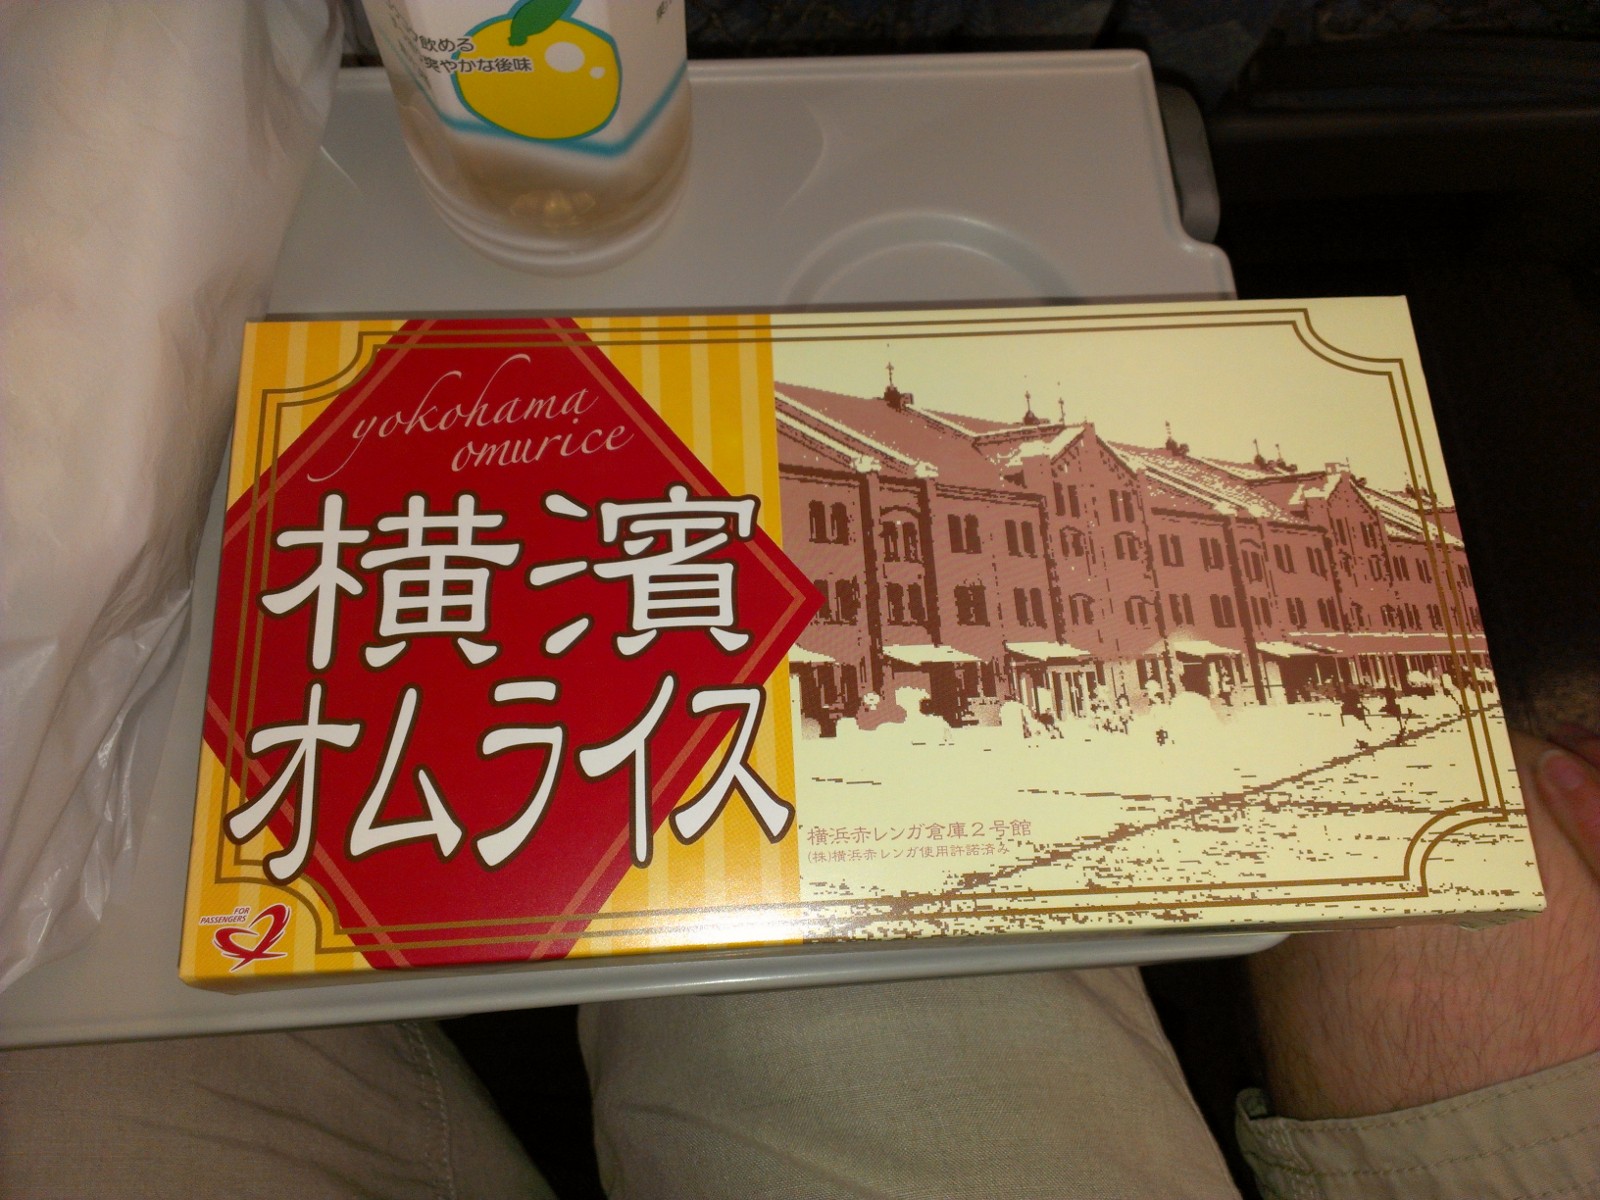 飲める
爽やかな後味
yokohama
omurice
横濱
オムライス
横浜赤レンガ倉庫2号館
(株)横浜赤レンガ使用許諾済み
FOR
PASSENGERS